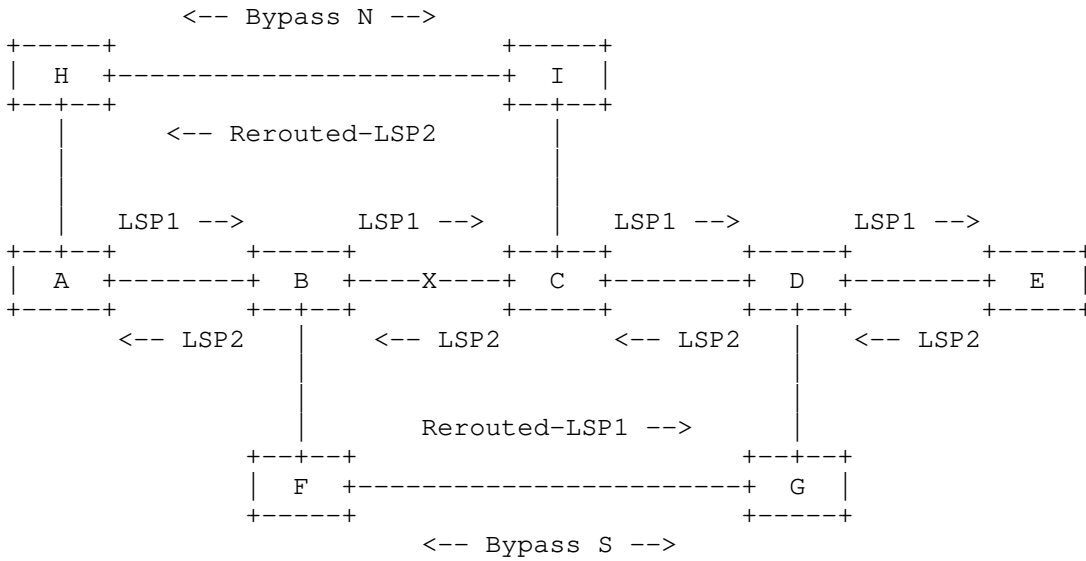 <-- Bypass N -->
H I
<-- Rerouted-LSP2
LSP1 --> LSP1 --> LSP1 --> LSP1 -->
A B X C D E
<-- LSP2 <-- LSP2 <-- LSP2 <-- LSP2
Rerouted-LSP1 -->
F G
<-- Bypass S -->